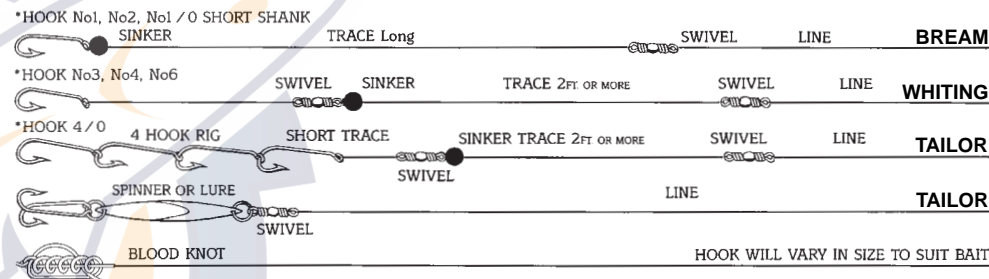 *HOOK No1, No2, No1/0 SHORT SHANK
SINKER TRACE Long SWIVEL LINE BREAM
*HOOK No3, No4, No6
SWIVEL SINKER TRACE 2FT. OR MORE SWIVEL LINE WHITING
*HOOK 4/0
4 HOOK RIG SHORT TRACE SINKER TRACE 2FT OR MORE SWIVEL LINE TAILOR
SWIVEL
SPINNER OR LURE LINE TAILOR
SWIVEL
BLOOD KNOT HOOK WILL VARY IN SIZE TO SUIT BAIT